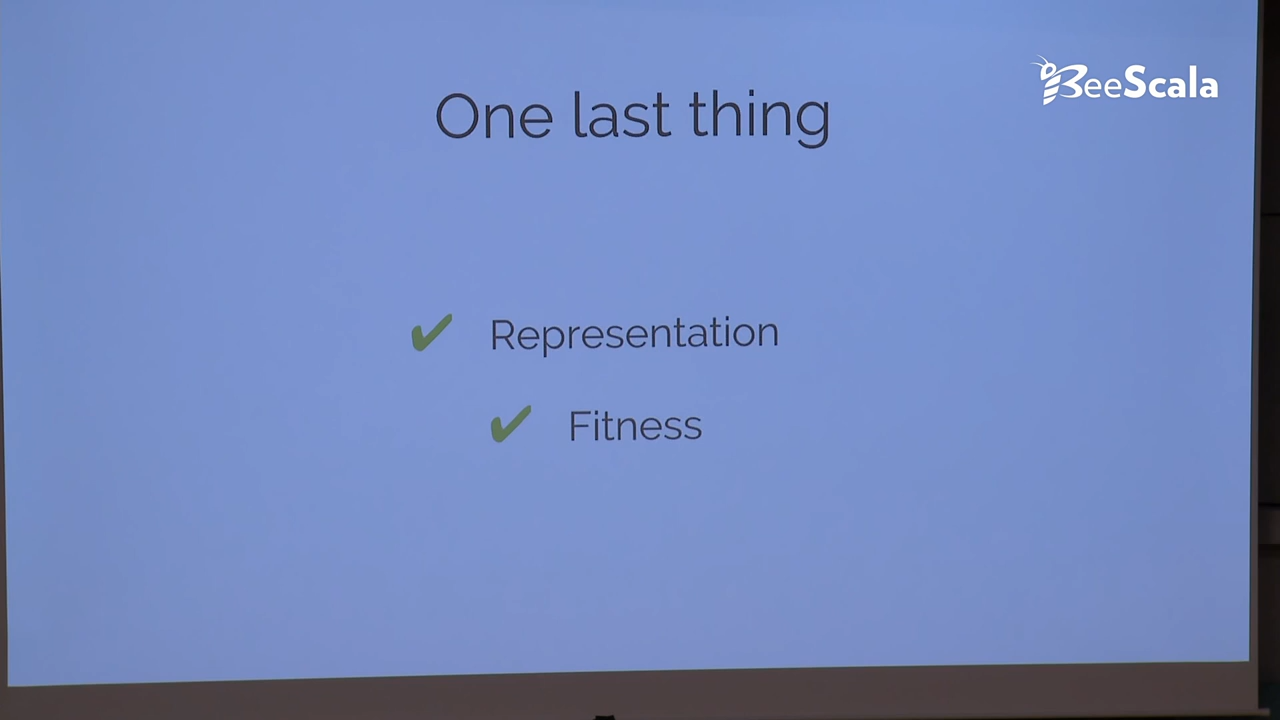 BeeScala
One last thing
✔ Representation
✔ Fitness